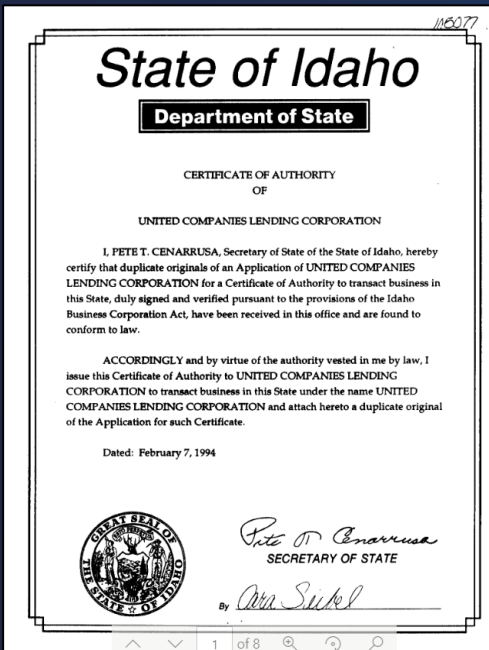 State of Idaho
Department of State
CERTIFICATE OF AUTHORITY
OF
UNITED COMPANIES LENDING CORPORATION
I, PETE T. CENARRUSA, Secretary of State of the State of Idaho, hereby
certify that duplicate originals of an Application of UNITED COMPANIES
LENDING CORPORATION for a Certificate of Authority to transact business in
this State, duly signed and verified pursuant to the provisions of the Idaho
Business Corporation Act, have been received in this office and are found to
conform to law.
ACCORDINGLY and by virtue of the authority vested in me by law, I
issue this Certificate of Authority to UNITED COMPANIES LENDING
CORPORATION to transact business in this State under the name UNITED
COMPANIES LENDING CORPORATION and attach hereto a duplicate original
of the Application for such Certificate.
Dated: February 7, 1994
GREAT SEAL OF
THE STATE OF IDAHO
Pete T Cenarrusa
SECRETARY OF STATE
By
1 of 8